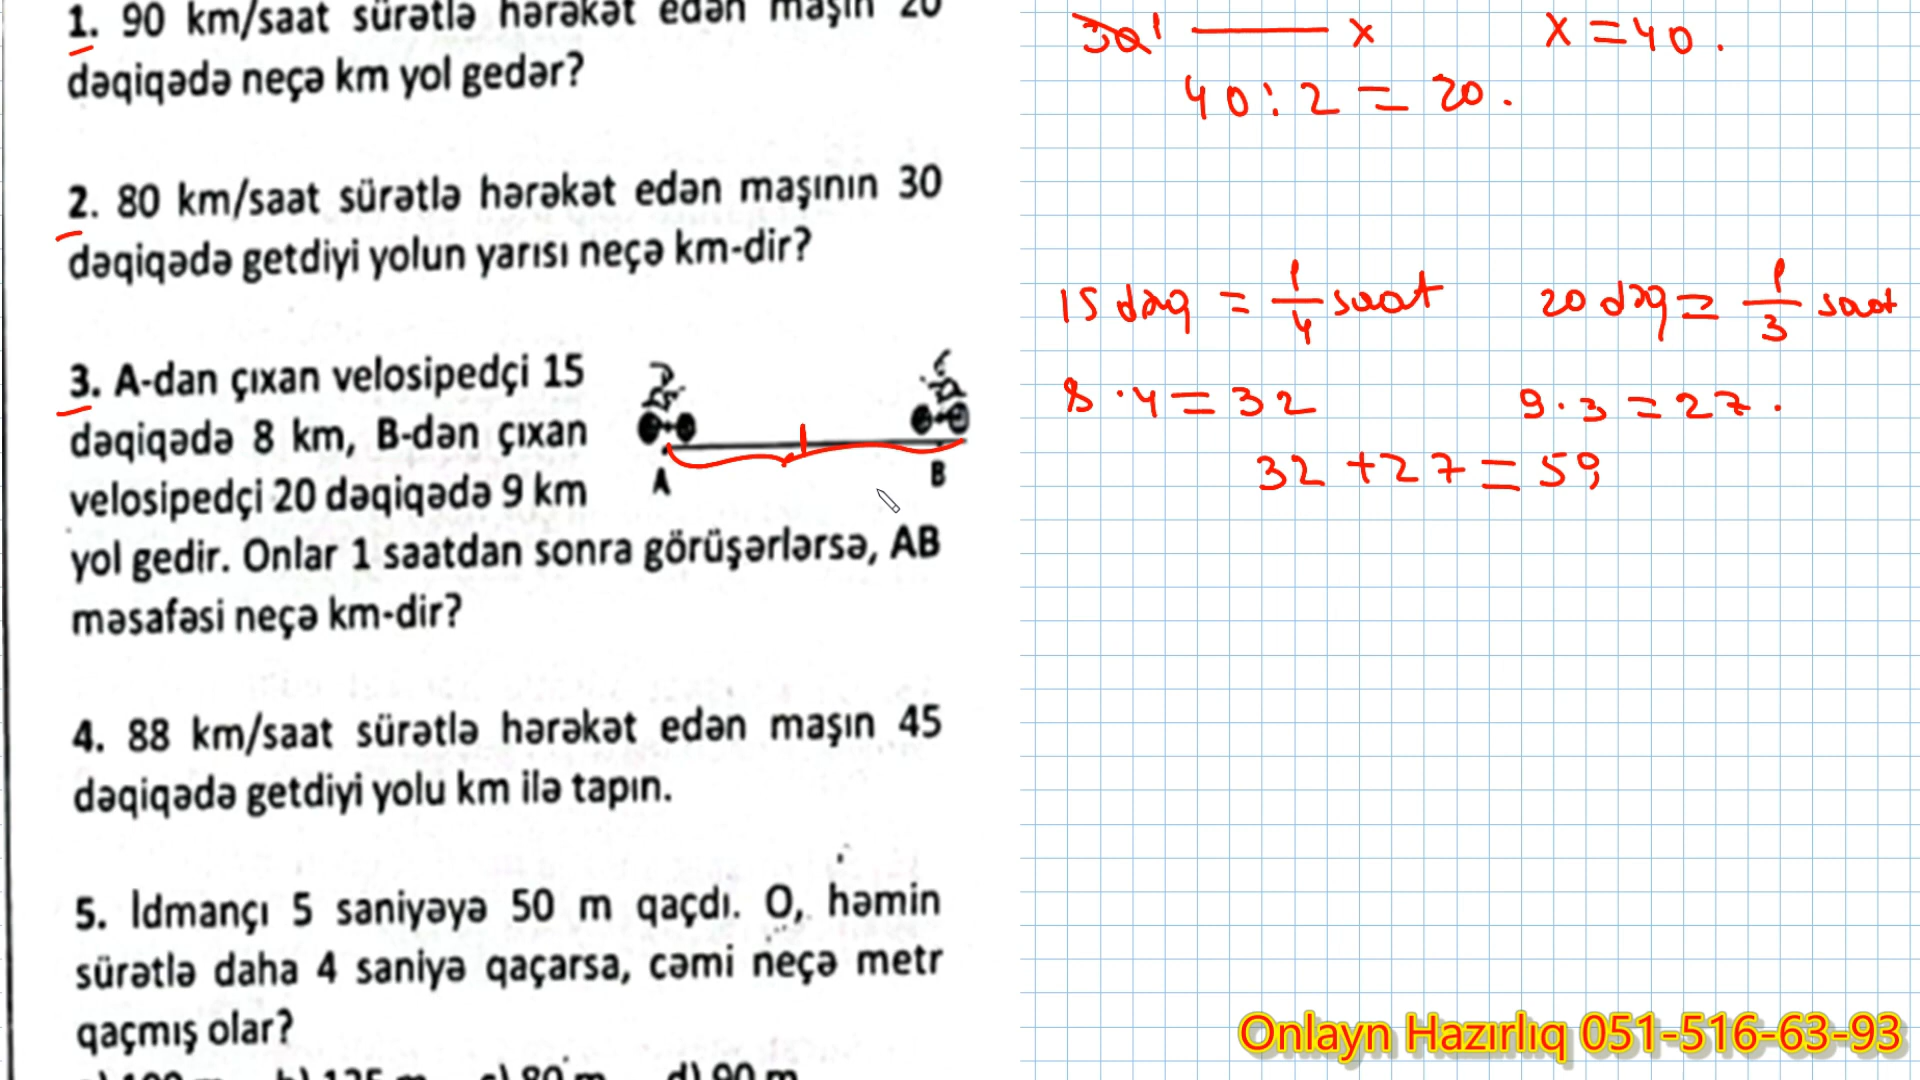 1. 90 km/saat sürətlə hərəkət edən maşın 20
dəqiqədə neçə km yol gedər?
2. 80 km/saat sürətlə hərəkət edən maşının 30
dəqiqədə getdiyi yolun yarısı neçə km-dir?
3. A-dan çıxan velosipedçi 15
dəqiqədə 8 km, B-dən çıxan
velosipedçi 20 dəqiqədə 9 km
yol gedir. Onlar 1 saatdan sonra görüşərlərsə, AB
məsafəsi neçə km-dir?
A B
4. 88 km/saat sürətlə hərəkət edən maşın 45
dəqiqədə getdiyi yolu km ilə tapın.
5. İdmançı 5 saniyəyə 50 m qaçdı. O, həmin
sürətlə daha 4 saniyə qaçarsa, cəmi neçə metr
qaçmış olar?
a) 100 m b) 125 m c) 80 m d) 90 m
30 1 — x x = 40.
40 : 2 = 20.
15 dəq = 1/4 saat 20 dəq = 1/3 saat
8 · 4 = 32 9 · 3 = 27.
32 + 27 = 59
Onlayn Hazırlıq 051-516-63-93